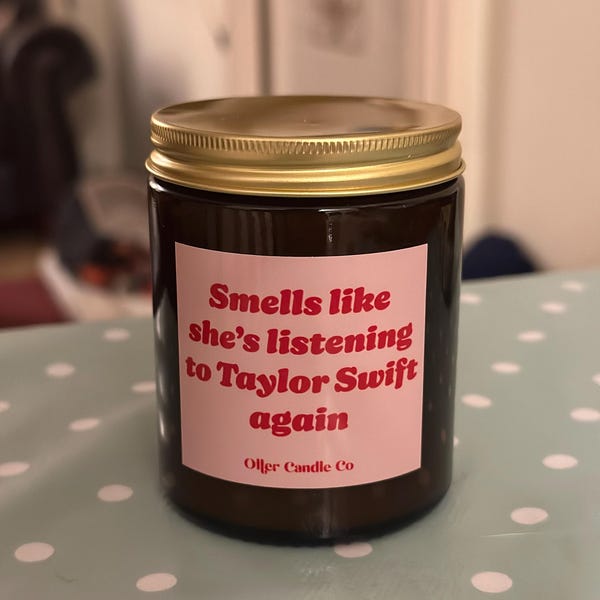 Smells like
she's listening
to Taylor Swift
again
Oller Candle Co